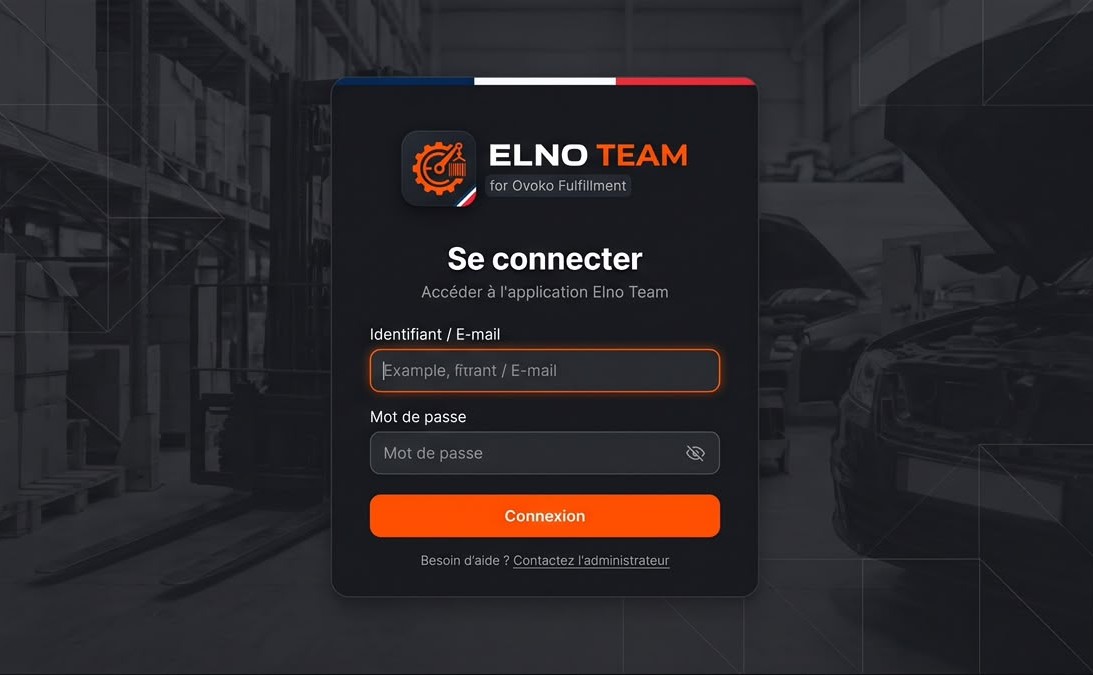 ELNO TEAM
for Ovoko Fulfillment
Se connecter
Accéder à l'application Elno Team
Identifiant / E-mail
Example, / E-mail
Mot de passe
Mot de passe
Connexion
Besoin d'aide ? Contactez l'administrateur